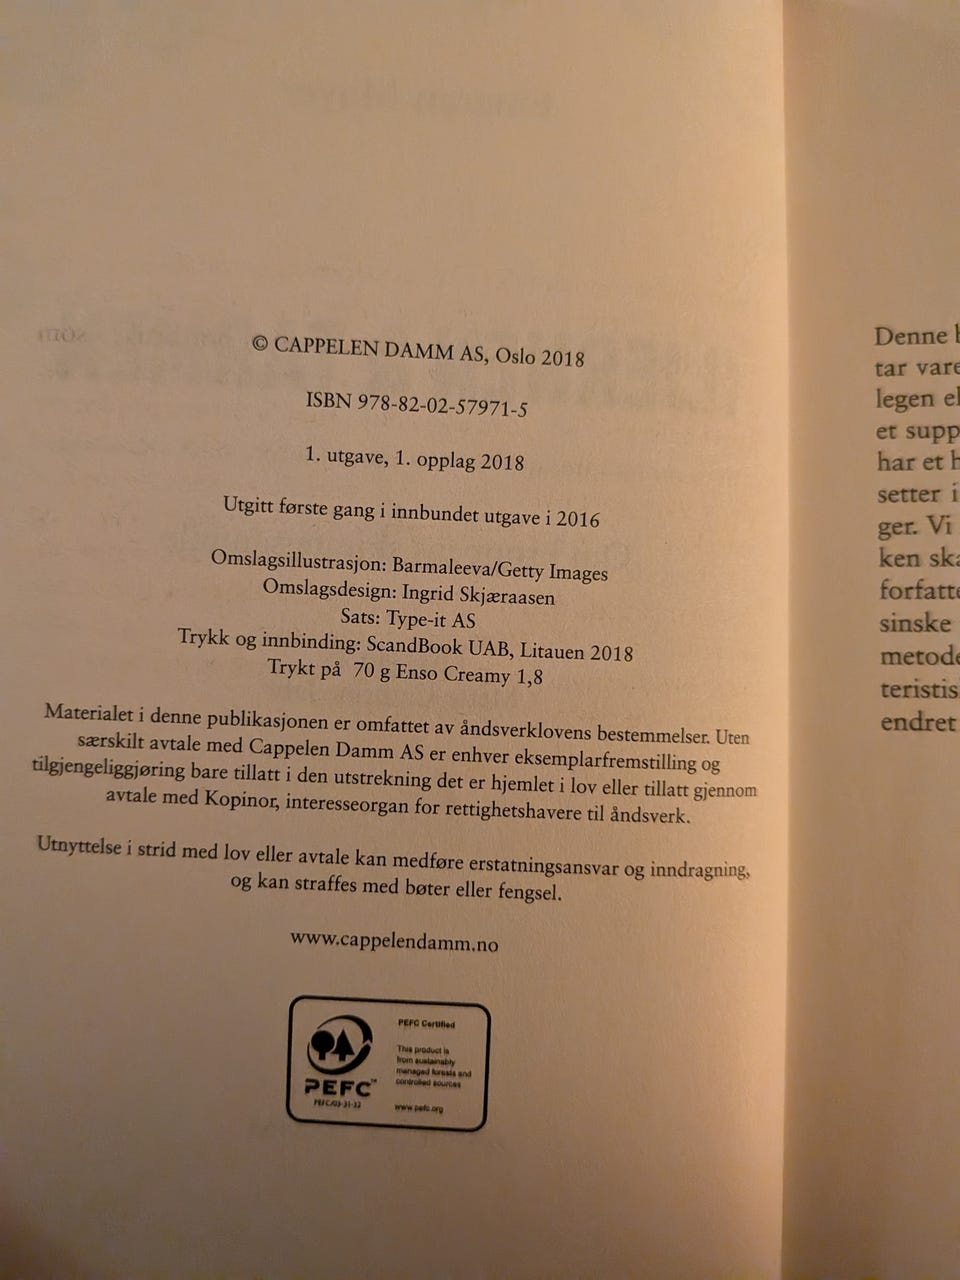 © CAPPELEN DAMM AS, Oslo 2018
ISBN 978-82-02-57971-5
1. utgave, 1. opplag 2018
Utgitt første gang i innbundet utgave i 2016
Omslagsillustrasjon: Barmaleeva/Getty Images
Omslagsdesign: Ingrid Skjæraasen
Sats: Type-it AS
Trykk og innbinding: ScandBook UAB, Litauen 2018
Trykt på 70 g Enso Creamy 1,8
Materialet i denne publikasjonen er omfattet av åndsverklovens bestemmelser. Uten
særskilt avtale med Cappelen Damm AS er enhver eksemplarfremstilling og
tilgjengeliggjøring bare tillatt i den utstrekning det er hjemlet i lov eller tillatt gjennom
avtale med Kopinor, interesseorgan for rettighetshavere til åndsverk.
Utnyttelse i strid med lov eller avtale kan medføre erstatningsansvar og inndragning,
og kan straffes med bøter eller fengsel.
www.cappelendamm.no
PEFC™
PEFC/03-31-32
PEFC Certified
This product is
from sustainably
managed forests and
controlled sources
www.pefc.org
Denne
tar
legen
et
har et
setter
ger. Vi
ken
sinske
endret